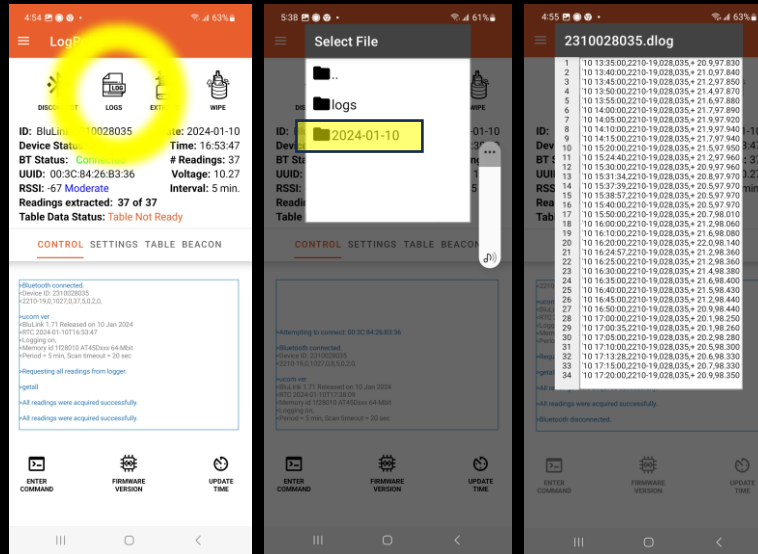 4:54
63%
LogP
DISCO
LOGS
EXTR
WIPE
ID: BluLin 10028035
ate: 2024-01-10
Device Statu
Time: 16:53:47
BT Status: Connected
# Readings: 37
UUID: 00:3C:84:26:B3:36
Voltage: 10.27
RSSI: -67 Moderate
Interval: 5 min.
Readings extracted: 37 of 37
Table Data Status: Table Not Ready
CONTROL SETTINGS TABLE BEACON
>Bluetooth connected.
>Device ID: 2310028035
>2210-19,0,1027,0,37,5,0,2,0,
>ucom ver
>BluLink 1.71 Released on 10 Jan 2024
>RTC 2024-01-10T16:53:47
>Logging on,
>Memory id 1f28010 AT45Dxxx 64-Mbit
>Period = 5 min, Scan timeout = 20 sec
>Requesting all readings from logger.
>getall
>All readings were acquired successfully.
>All readings were acquired successfully.
ENTER COMMAND
FIRMWARE VERSION
UPDATE TIME
5:38
61%
Select File
..
logs
2024-01-10
WIPE
CONTROL SETTINGS TABLE BEACON
>Attempting to connect: 00:3C:84:26:B3:36
>Bluetooth connected.
>Device ID: 2310028035
>ucom ver
>BluLink 1.71 Released on 10 Jan 2024
>RTC 2024-01-10T17:38:09
>Memory id 1f28010 AT45Dxxx 64-Mbit
>Logging on,
>Period = 5 min, Scan timeout = 20 sec
ENTER COMMAND
FIRMWARE VERSION
UPDATE TIME
4:55
63%
2310028035.dlog
1 '10 13:35:00,2210-19,028,035,+ 20.9,97.830
2 '10 13:40:00,2210-19,028,035,+ 21.0,97.840
3 '10 13:45:00,2210-19,028,035,+ 21.2,97.850
4 '10 13:50:00,2210-19,028,035,+ 21.4,97.870
5 '10 13:55:00,2210-19,028,035,+ 21.6,97.880
6 '10 14:00:00,2210-19,028,035,+ 21.7,97.890
7 '10 14:05:00,2210-19,028,035,+ 21.9,97.920
8 '10 14:10:00,2210-19,028,035,+ 21.9,97.940
9 '10 14:15:00,2210-19,028,035,+ 21.7,97.940
10 '10 15:20:00,2210-19,028,035,+ 21.5,97.950
11 '10 15:24:40,2210-19,028,035,+ 21.2,97.960
12 '10 15:30:00,2210-19,028,035,+ 20.9,97.960
13 '10 15:31:34,2210-19,028,035,+ 20.8,97.970
14 '10 15:37:39,2210-19,028,035,+ 20.5,97.970
15 '10 15:38:57,2210-19,028,035,+ 20.5,97.970
16 '10 15:40:00,2210-19,028,035,+ 20.5,97.970
17 '10 15:50:00,2210-19,028,035,+ 20.7,98.010
18 '10 16:00:00,2210-19,028,035,+ 21.2,98.060
19 '10 16:10:00,2210-19,028,035,+ 21.6,98.080
20 '10 16:20:00,2210-19,028,035,+ 22.0,98.140
21 '10 16:24:57,2210-19,028,035,+ 21.2,98.360
22 '10 16:25:00,2210-19,028,035,+ 21.2,98.360
23 '10 16:30:00,2210-19,028,035,+ 21.4,98.380
24 '10 16:35:00,2210-19,028,035,+ 21.6,98.400
25 '10 16:40:00,2210-19,028,035,+ 21.5,98.430
26 '10 16:45:00,2210-19,028,035,+ 21.2,98.440
27 '10 16:50:00,2210-19,028,035,+ 20.9,98.440
28 '10 17:00:00,2210-19,028,035,+ 20.1,98.250
29 '10 17:00:35,2210-19,028,035,+ 20.1,98.260
30 '10 17:05:00,2210-19,028,035,+ 20.2,98.280
31 '10 17:10:00,2210-19,028,035,+ 20.5,98.300
32 '10 17:13:28,2210-19,028,035,+ 20.6,98.330
33 '10 17:15:00,2210-19,028,035,+ 20.7,98.330
34 '10 17:20:00,2210-19,028,035,+ 20.9,98.350
>All readings were acquired successfully.
>Bluetooth disconnected.
ENTER COMMAND
FIRMWARE VERSION
UPDATE TIME